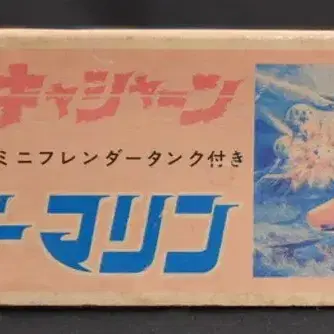 キャシャーン
ミニフレンダータンク付き
ーマリン